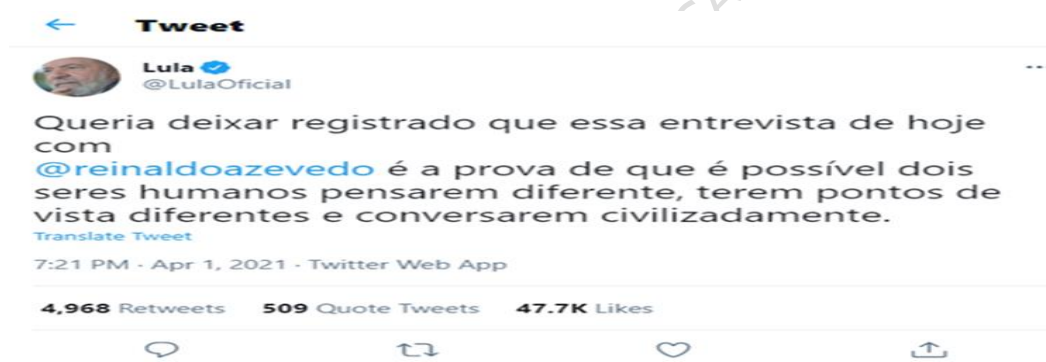 Tweet
Lula
@LulaOficial
Queria deixar registrado que essa entrevista de hoje
com
@reinaldoazevedo é a prova de que é possível dois
seres humanos pensarem diferente, terem pontos de
vista diferentes e conversarem civilizadamente.
Translate Tweet
7:21 PM · Apr 1, 2021 · Twitter Web App
4,968 Retweets 509 Quote Tweets 47.7K Likes